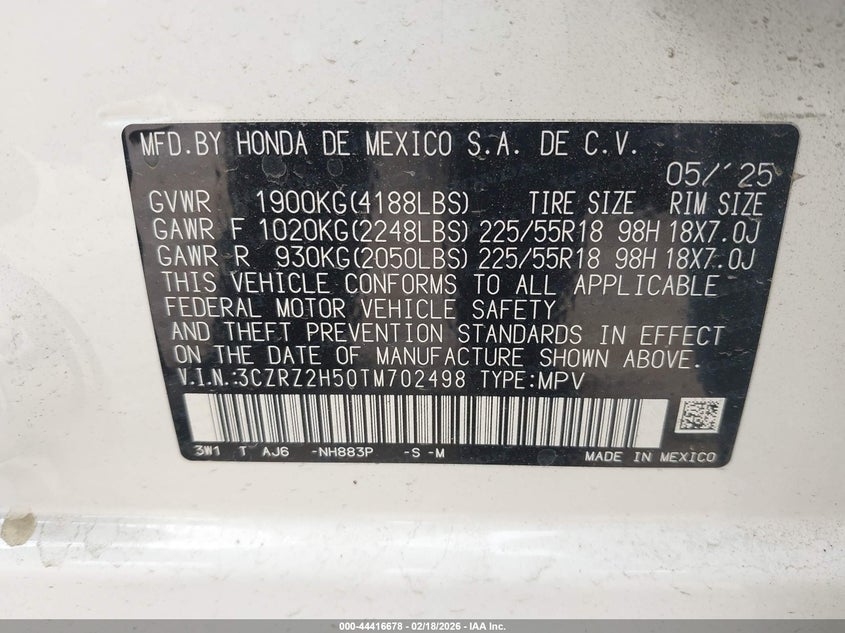 MFD.BY HONDA DE MEXICO S.A. DE C.V.
05/'25
GVWR 1900KG(4188LBS) TIRE SIZE RIM SIZE
GAWR F 1020KG(2248LBS) 225/55R18 98H 18X7.0J
GAWR R 930KG(2050LBS) 225/55R18 98H 18X7.0J
THIS VEHICLE CONFORMS TO ALL APPLICABLE
FEDERAL MOTOR VEHICLE SAFETY
AND THEFT PREVENTION STANDARDS IN EFFECT
ON THE DATE OF MANUFACTURE SHOWN ABOVE.
V.I.N.:3CZRZ2H50TM702498 TYPE:MPV
3W1 T AJ6 -NH883P -S -M MADE IN MEXICO
000-44416678 - 02/18/2026 - IAA Inc.